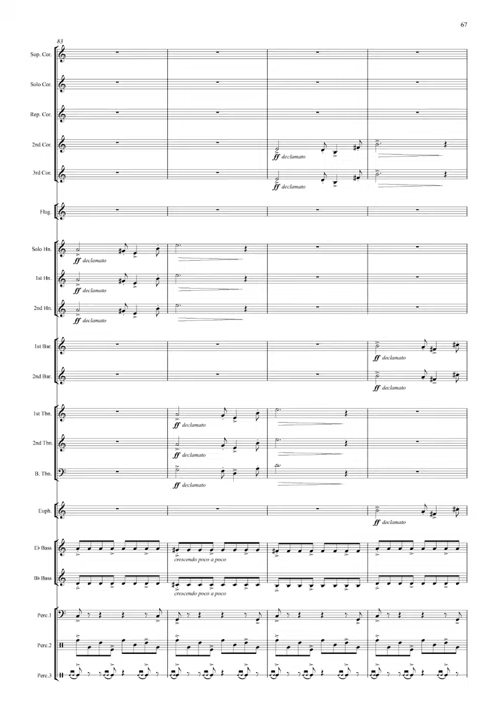 67
83
Sop. Cor.
Solo Cor.
Rep. Cor.
2nd Cor.
ff declamato
3rd Cor.
ff declamato
Flug.
Solo Hn.
ff declamato
1st Hn.
ff declamato
2nd Hn.
ff declamato
1st Bar.
ff declamato
2nd Bar.
ff declamato
1st Tbn.
ff declamato
2nd Tbn.
ff declamato
B. Tbn.
ff declamato
Euph.
ff declamato
E♭ Bass
crescendo poco a poco
B♭ Bass
crescendo poco a poco
Perc.1
Perc.2
Perc.3